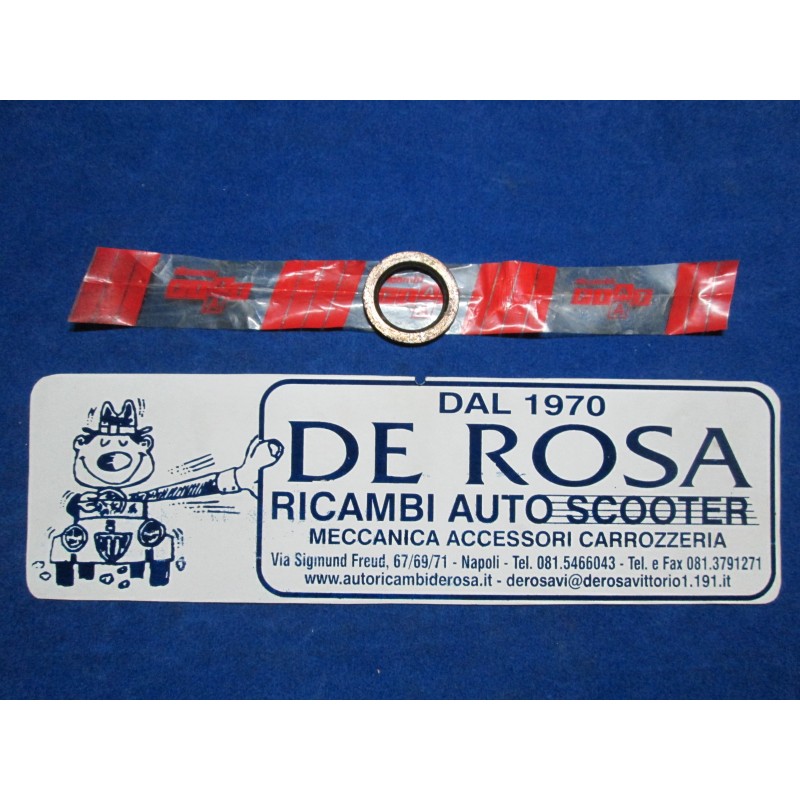 DAL 1970
DE ROSA
RICAMBI AUTO SCOOTER
MECCANICA ACCESSORI CARROZZERIA
Via Sigmund Freud, 67/69/71 - Napoli - Tel. 081.5466043 - Tel. e Fax 081.3791271
www.autoricambiderosa.it - derosavi@derosavittorio1.191.it